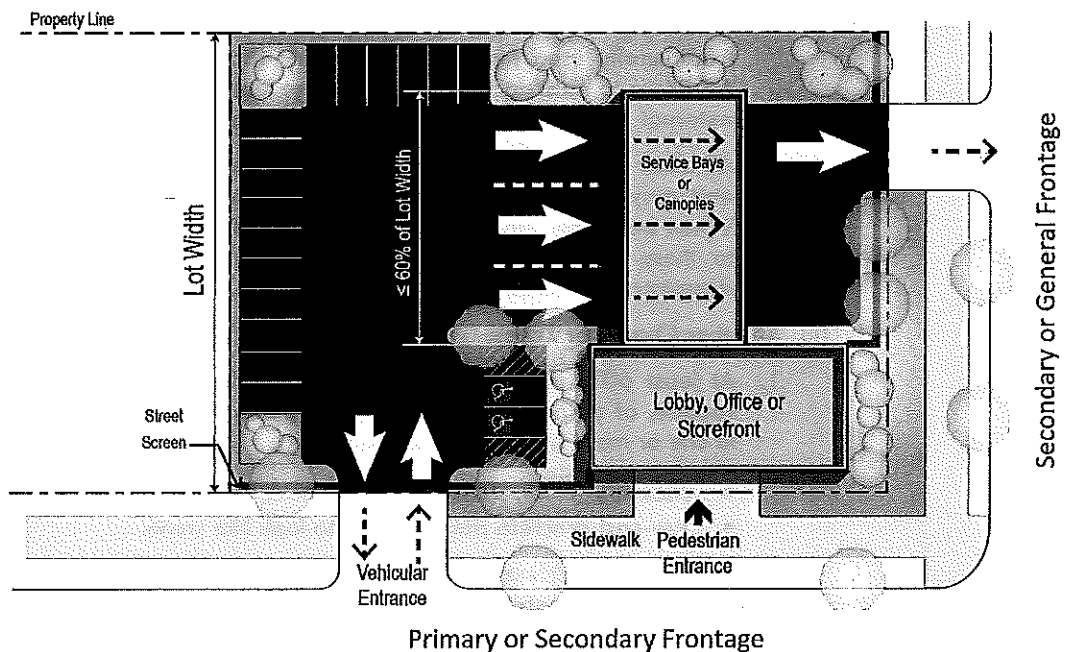 Property Line
Lot Width
≤ 60% of Lot Width
Service Bays
or
Canopies
Secondary or General Frontage
Lobby, Office or
Storefront
Street
Screen
Sidewalk
Pedestrian
Entrance
Vehicular
Entrance
Primary or Secondary Frontage